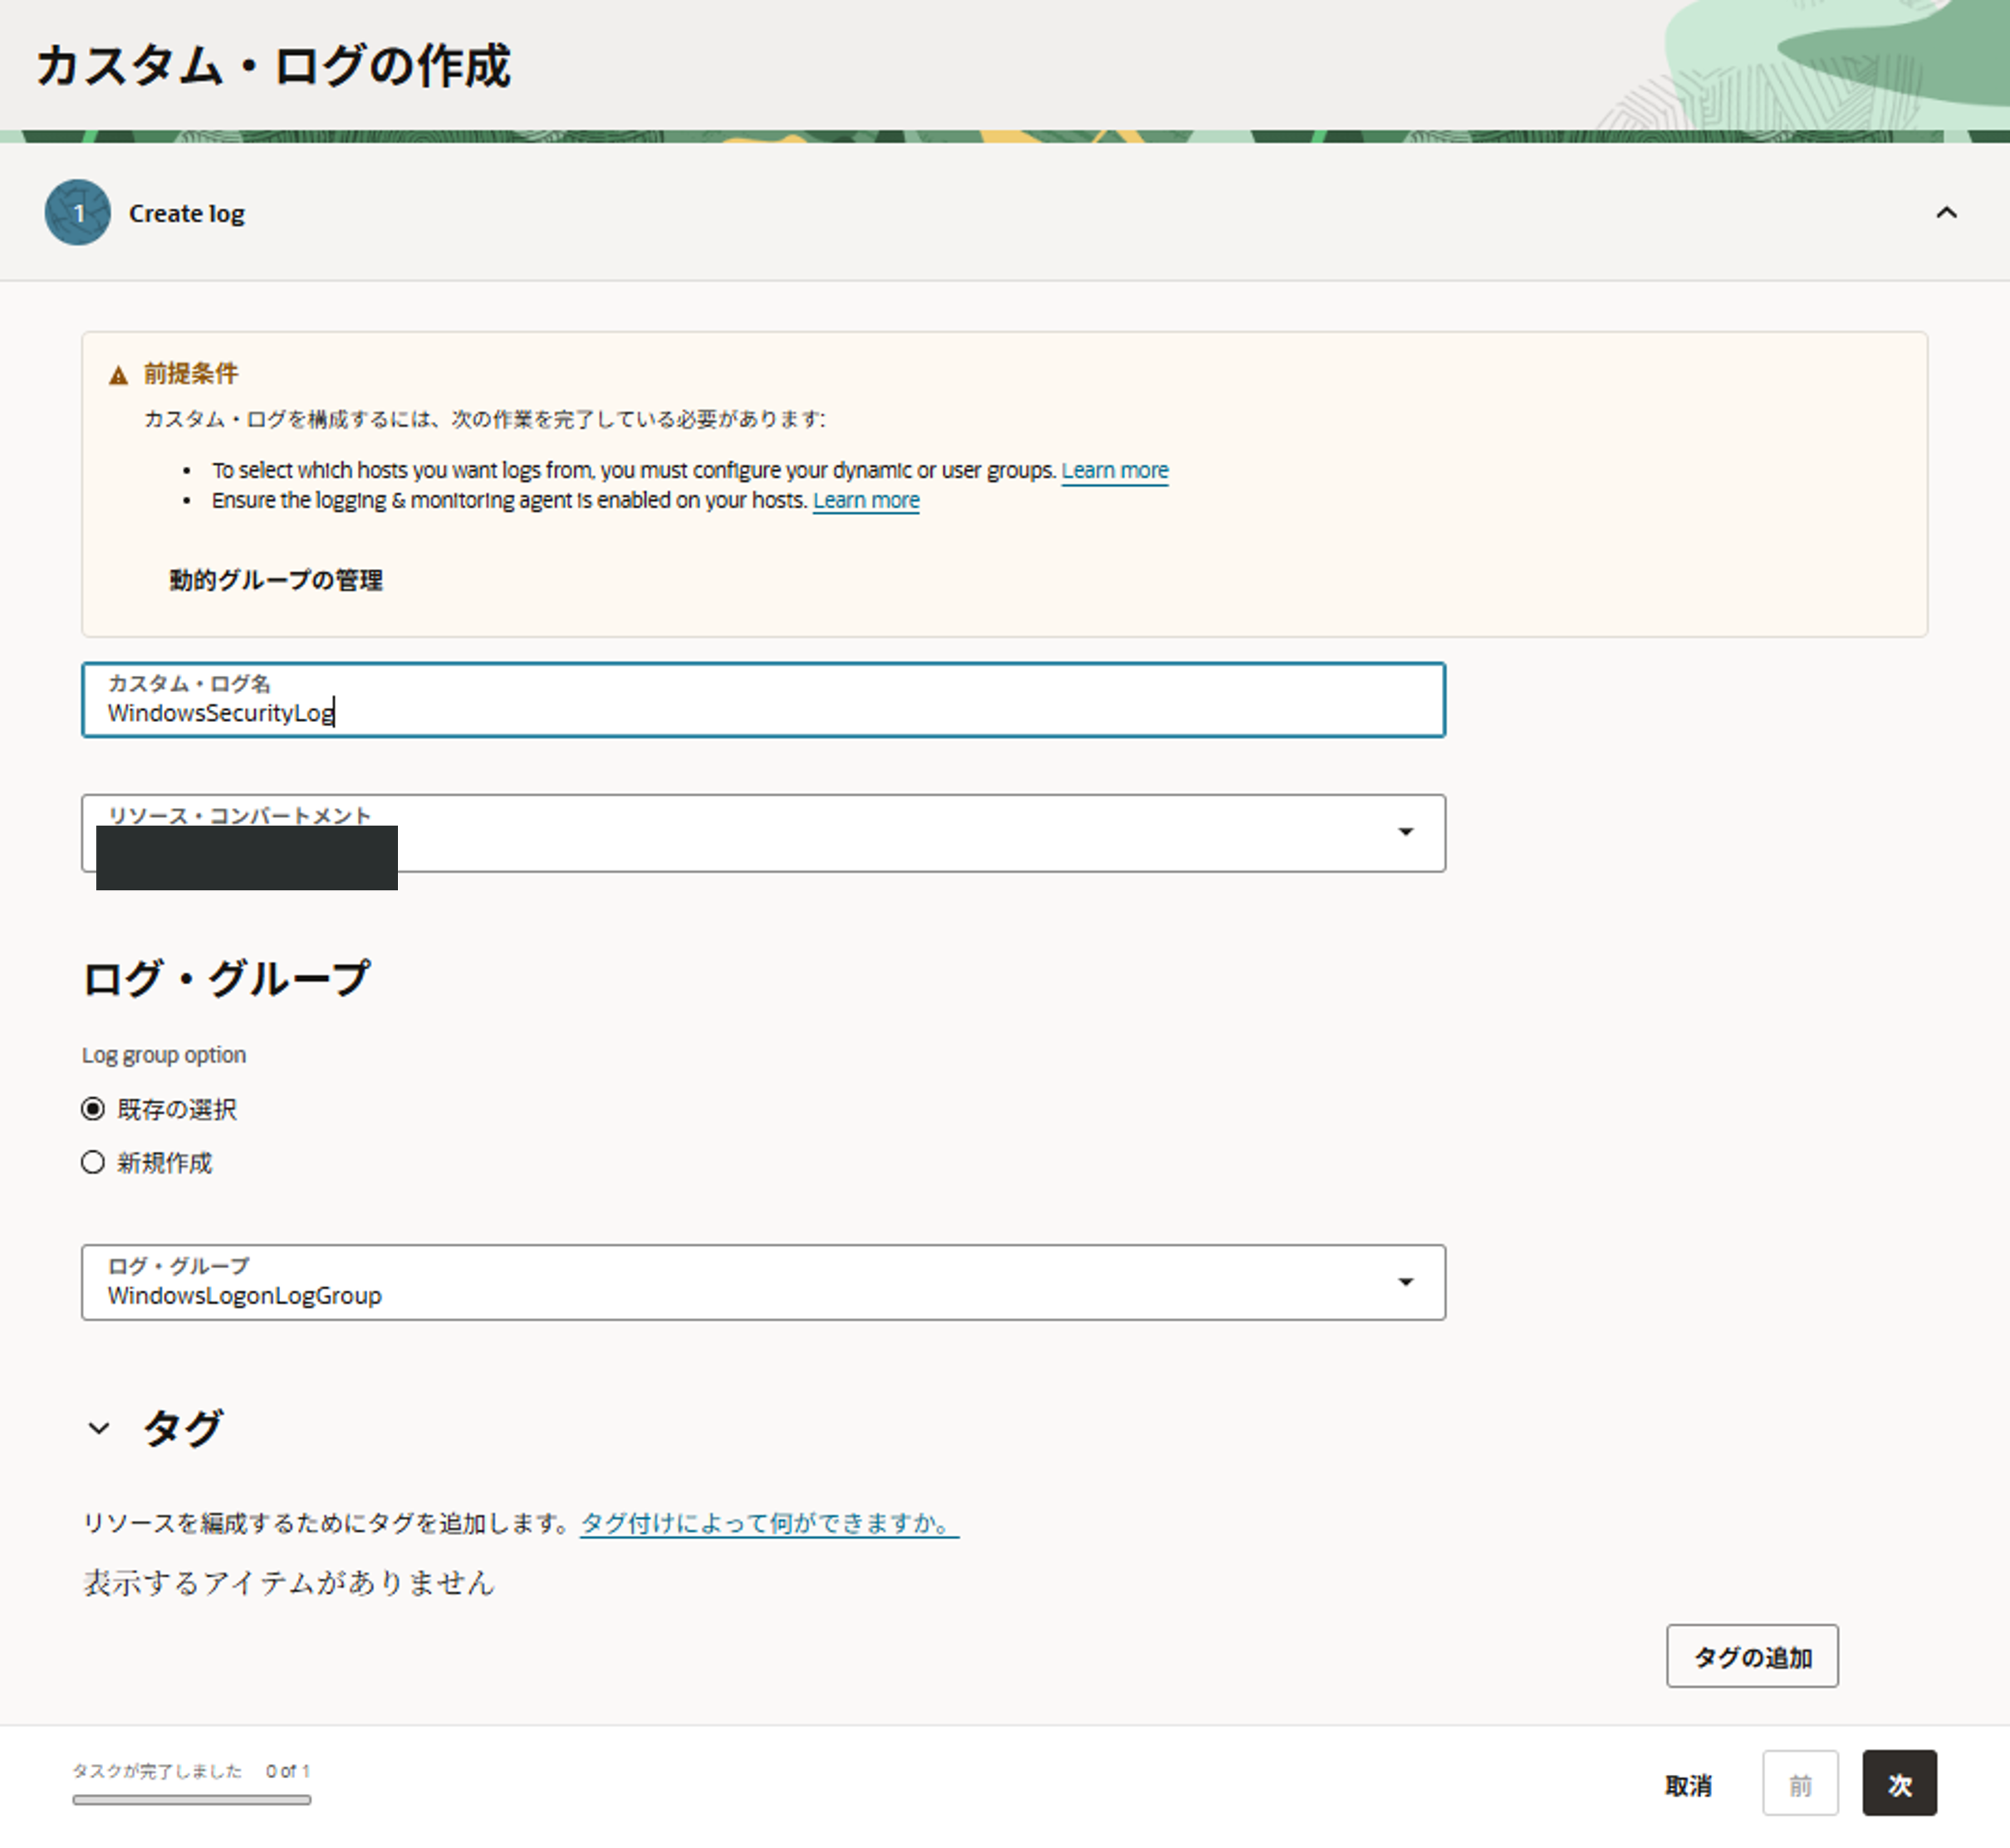 カスタム・ログの作成
1 Create log
前提条件
カスタム・ログを構成するには、次の作業を完了している必要があります:
• To select which hosts you want logs from, you must configure your dynamic or user groups. Learn more
• Ensure the logging & monitoring agent is enabled on your hosts. Learn more
動的グループの管理
カスタム・ログ名
WindowsSecurityLog
リソース・コンパートメント
ログ・グループ
Log group option
既存の選択
新規作成
ログ・グループ
WindowsLogonLogGroup
タグ
リソースを編成するためにタグを追加します。タグ付けによって何ができますか。
表示するアイテムがありません
タグの追加
タスクが完了しました 0 of 1
取消 前 次